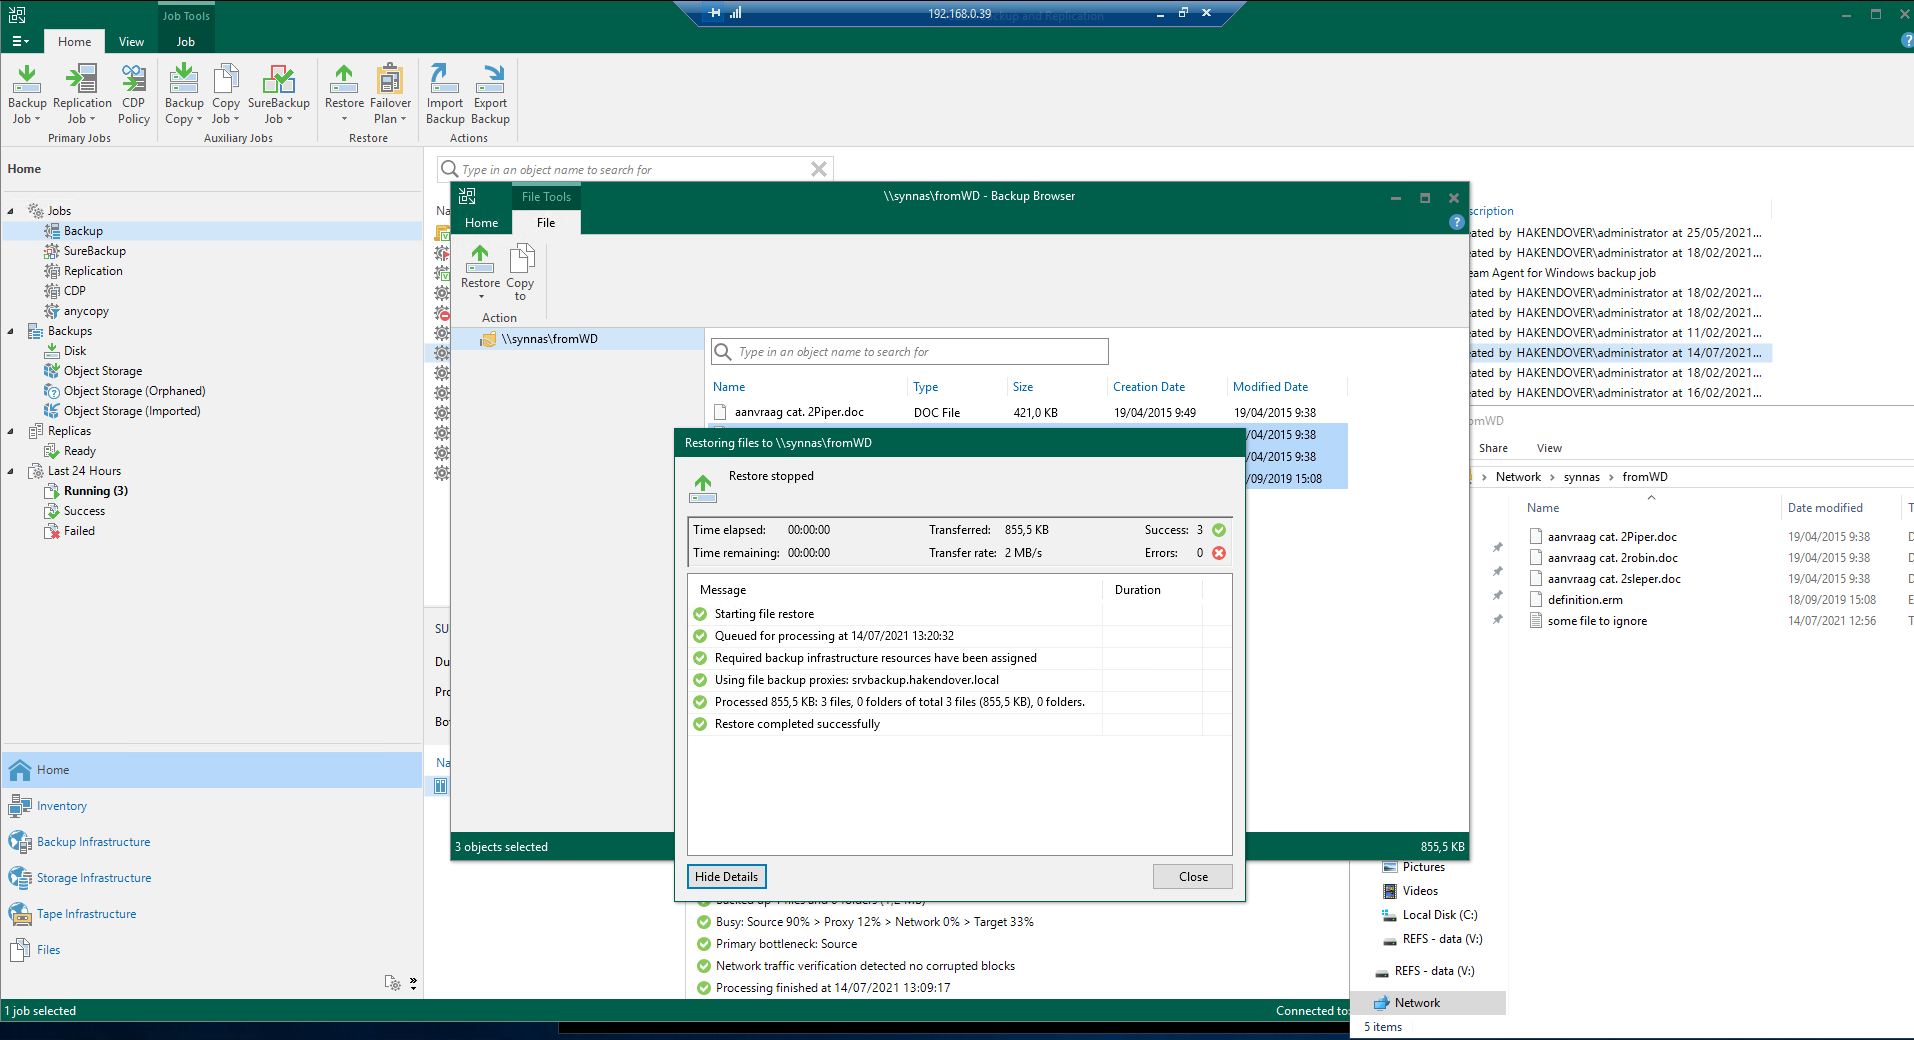 Job Tools
192.168.0.39
ckup and Replication
Home
View
Job
Backup Job
Replication Job
CDP Policy
Backup Copy
Copy Job
SureBackup Job
Restore
Failover Plan
Import Backup
Export Backup
Primary Jobs
Auxiliary Jobs
Restore
Actions
Home
Jobs
Backup
SureBackup
Replication
CDP
anycopy
Backups
Disk
Object Storage
Object Storage (Orphaned)
Object Storage (Imported)
Replicas
Ready
Last 24 Hours
Running (3)
Success
Failed
Home
Inventory
Backup Infrastructure
Storage Infrastructure
Tape Infrastructure
Files
1 job selected
Type in an object name to search for
Na
SU
Du
Pro
Bo
Na
File Tools
\\synnas\fromWD - Backup Browser
Home
File
Restore
Copy to
Action
\\synnas\fromWD
Type in an object name to search for
Name Type Size Creation Date Modified Date
aanvraag cat. 2Piper.doc DOC File 421,0 KB 19/04/2015 9:49 19/04/2015 9:38
/04/2015 9:38
/04/2015 9:38
/09/2019 15:08
3 objects selected
855,5 KB
Restoring files to \\synnas\fromWD
Restore stopped
Time elapsed: 00:00:00 Transferred: 855,5 KB Success: 3
Time remaining: 00:00:00 Transfer rate: 2 MB/s Errors: 0
Message Duration
Starting file restore
Queued for processing at 14/07/2021 13:20:32
Required backup infrastructure resources have been assigned
Using file backup proxies: srvbackup.hakendover.local
Processed 855,5 KB: 3 files, 0 folders of total 3 files (855,5 KB), 0 folders.
Restore completed successfully
Hide Details
Close
Busy: Source 90% > Proxy 12% > Network 0% > Target 33%
Primary bottleneck: Source
Network traffic verification detected no corrupted blocks
Processing finished at 14/07/2021 13:09:17
Connected to:
scription
eated by HAKENDOVER\administrator at 25/05/2021...
eated by HAKENDOVER\administrator at 18/02/2021...
eam Agent for Windows backup job
eated by HAKENDOVER\administrator at 18/02/2021...
eated by HAKENDOVER\administrator at 18/02/2021...
eated by HAKENDOVER\administrator at 11/02/2021...
eated by HAKENDOVER\administrator at 14/07/2021...
eated by HAKENDOVER\administrator at 18/02/2021...
eated by HAKENDOVER\administrator at 16/02/2021...
omWD
Share View
Network > synnas > fromWD
Name Date modified T
aanvraag cat. 2Piper.doc 19/04/2015 9:38 D
aanvraag cat. 2robin.doc 19/04/2015 9:38 D
aanvraag cat. 2sleper.doc 19/04/2015 9:38 D
definition.erm 18/09/2019 15:08 E
some file to ignore 14/07/2021 12:56 T
Pictures
Videos
Local Disk (C:)
REFS - data (V:)
REFS - data (V:)
Network
5 items